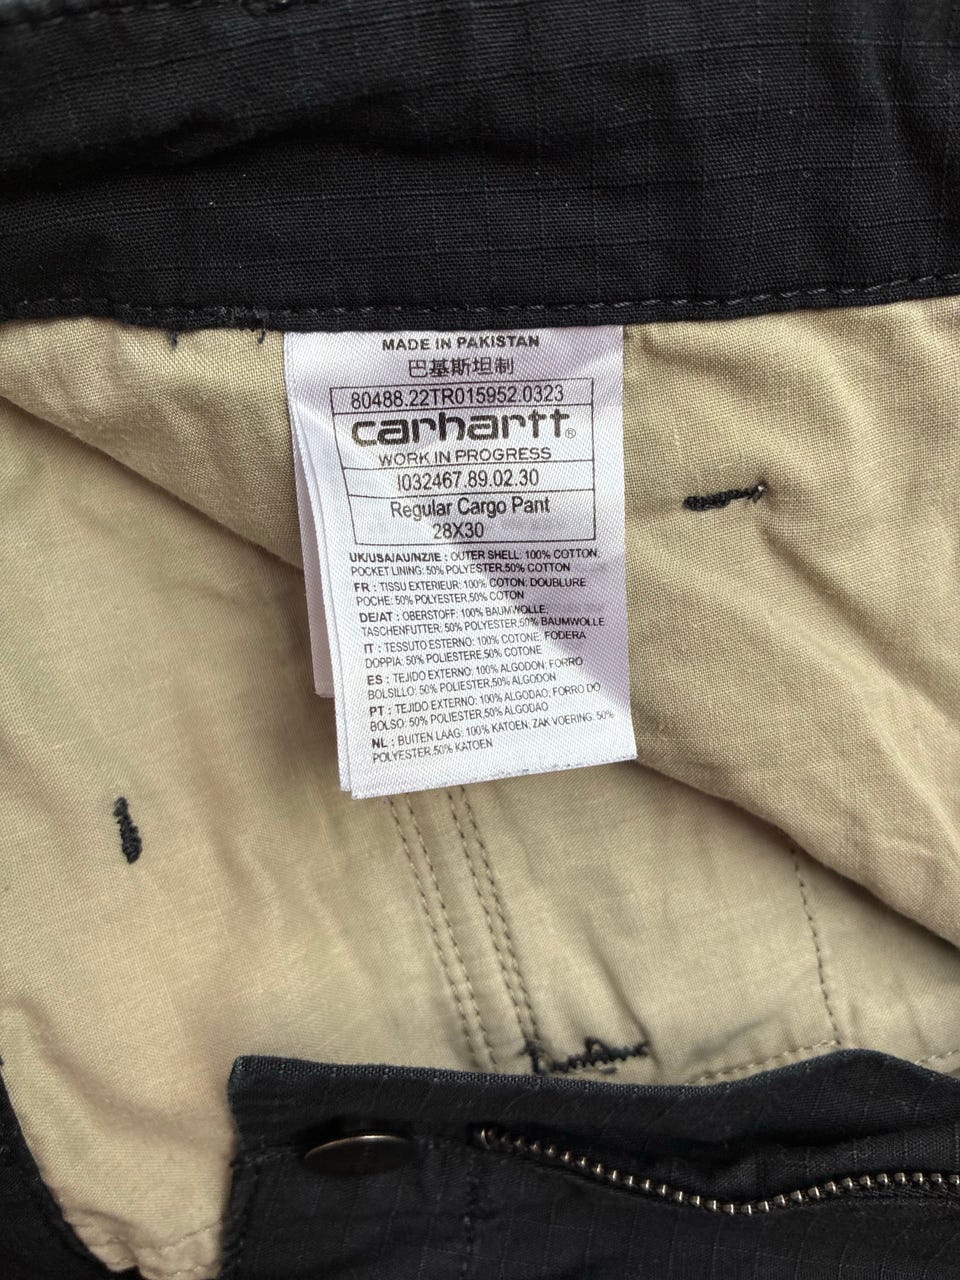 MADE IN PAKISTAN
巴基斯坦制
80488.22TR015952.0323
carhartt®
WORK IN PROGRESS
I032467.89.02.30
Regular Cargo Pant
28X30
UK/USA/AU/NZ/IE : OUTER SHELL: 100% COTTON,
POCKET LINING: 50% POLYESTER,50% COTTON
FR : TISSU EXTERIEUR: 100% COTON; DOUBLURE
POCHE: 50% POLYESTER,50% COTON
DE/AT : OBERSTOFF: 100% BAUMWOLLE;
TASCHENFUTTER: 50% POLYESTER,50% BAUMWOLLE
IT : TESSUTO ESTERNO: 100% COTONE; FODERA
DOPPIA: 50% POLIESTERE,50% COTONE
ES : TEJIDO EXTERNO: 100% ALGODON; FORRO
BOLSILLO: 50% POLIESTER,50% ALGODON
PT : TEJIDO EXTERNO: 100% ALGODAO; FORRO DO
BOLSO: 50% POLIESTER,50% ALGODAO
NL : BUITEN LAAG: 100% KATOEN; ZAK VOERING: 50%
POLYESTER,50% KATOEN